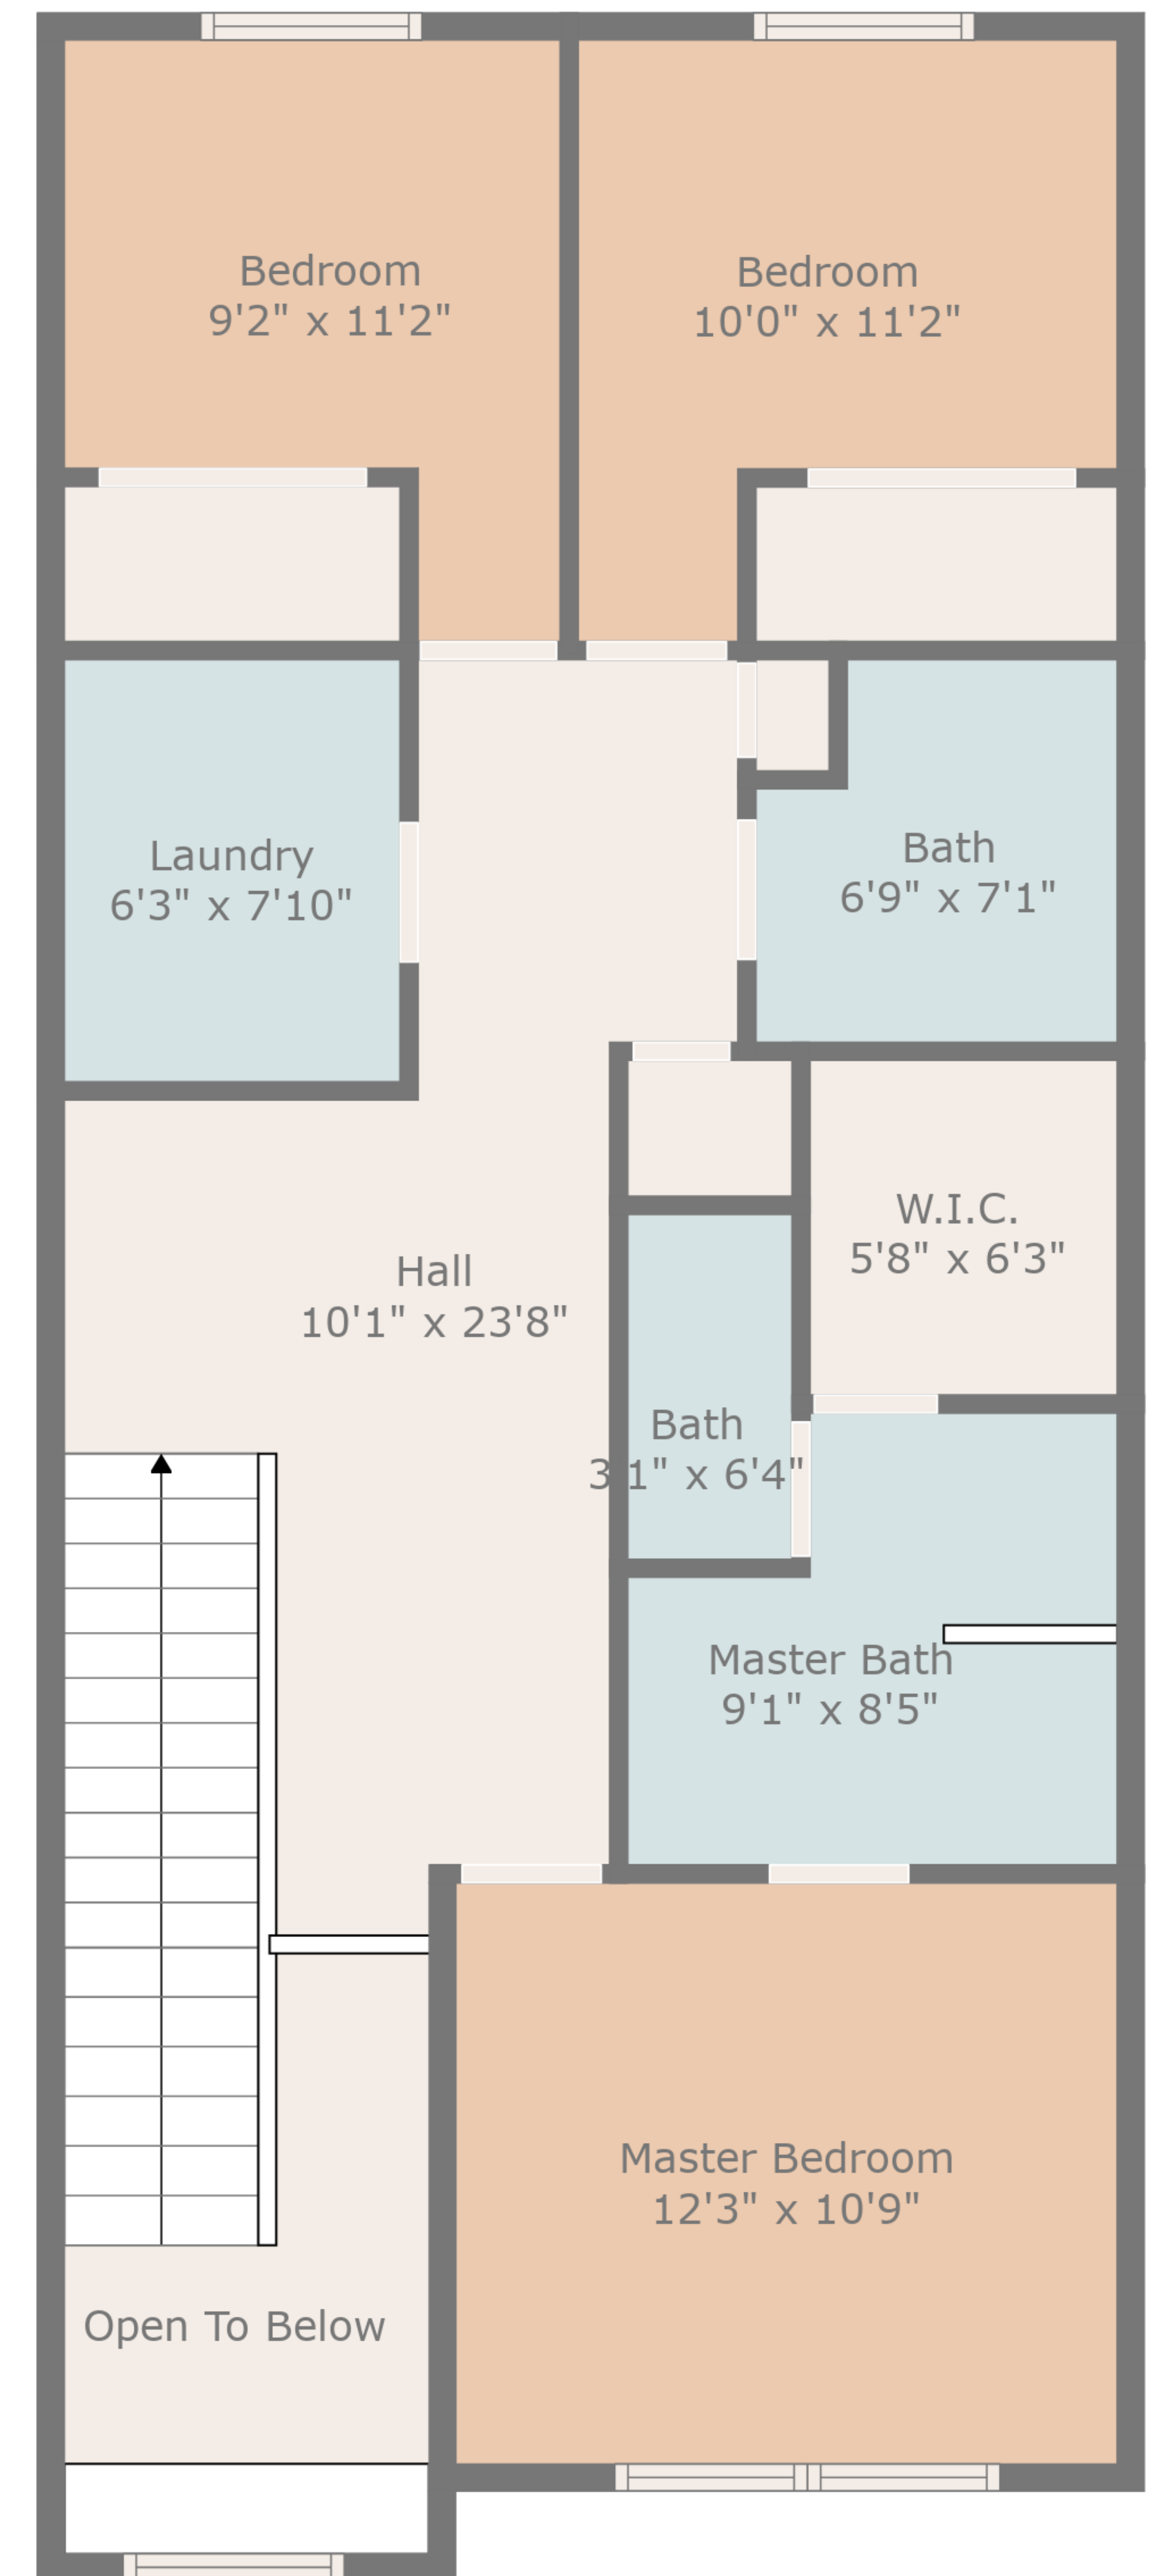 Bedroom
9'2" x 11'2"
Bedroom
10'0" x 11'2"
Laundry
6'3" x 7'10"
Bath
6'9" x 7'1"
W.I.C.
5'8" x 6'3"
Hall
10'1" x 23'8"
Bath
3'1" x 6'4"
Master Bath
9'1" x 8'5"
Master Bedroom
12'3" x 10'9"
Open To Below